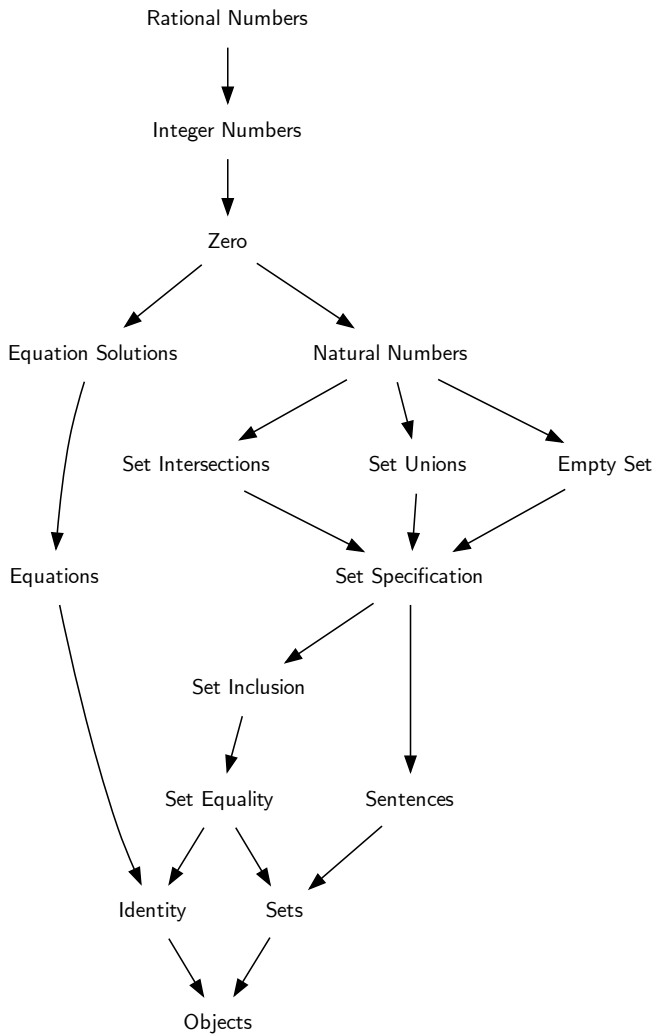 Rational Numbers
Integer Numbers
Zero
Equation Solutions
Natural Numbers
Set Intersections
Set Unions
Empty Set
Equations
Set Specification
Set Inclusion
Set Equality
Sentences
Identity
Sets
Objects